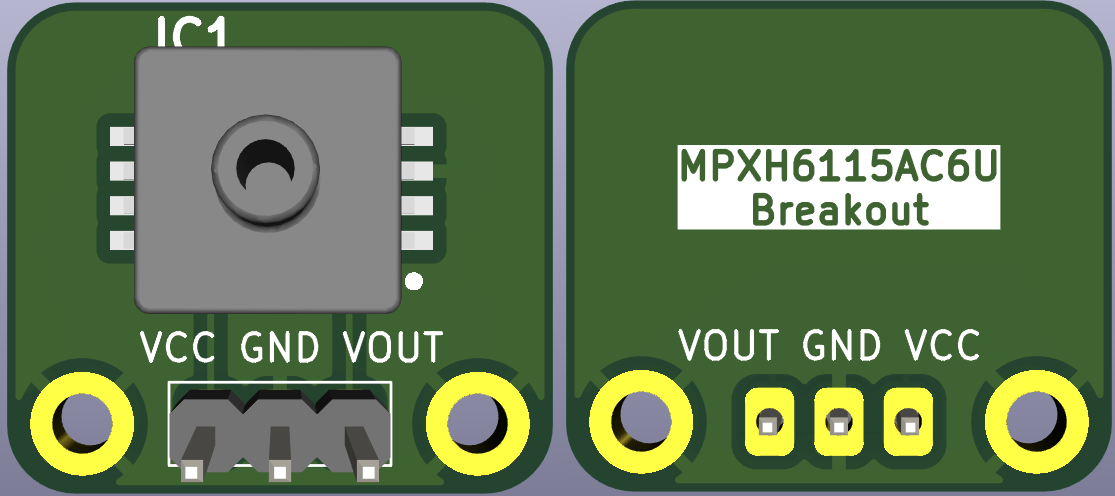 IC1
VCC GND VOUT
MPXH6115AC6U
Breakout
VOUT GND VCC